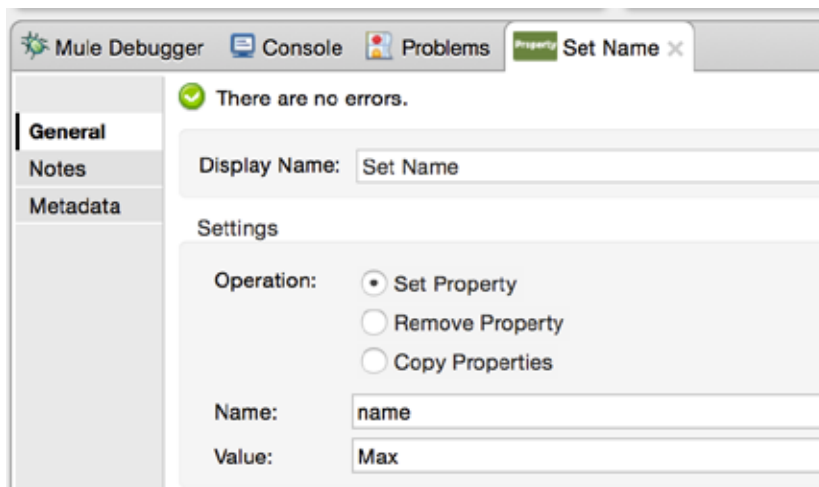 Mule Debugger Console Problems Property Set Name
There are no errors.
General
Notes
Metadata
Display Name: Set Name
Settings
Operation: Set Property
Remove Property
Copy Properties
Name: name
Value: Max